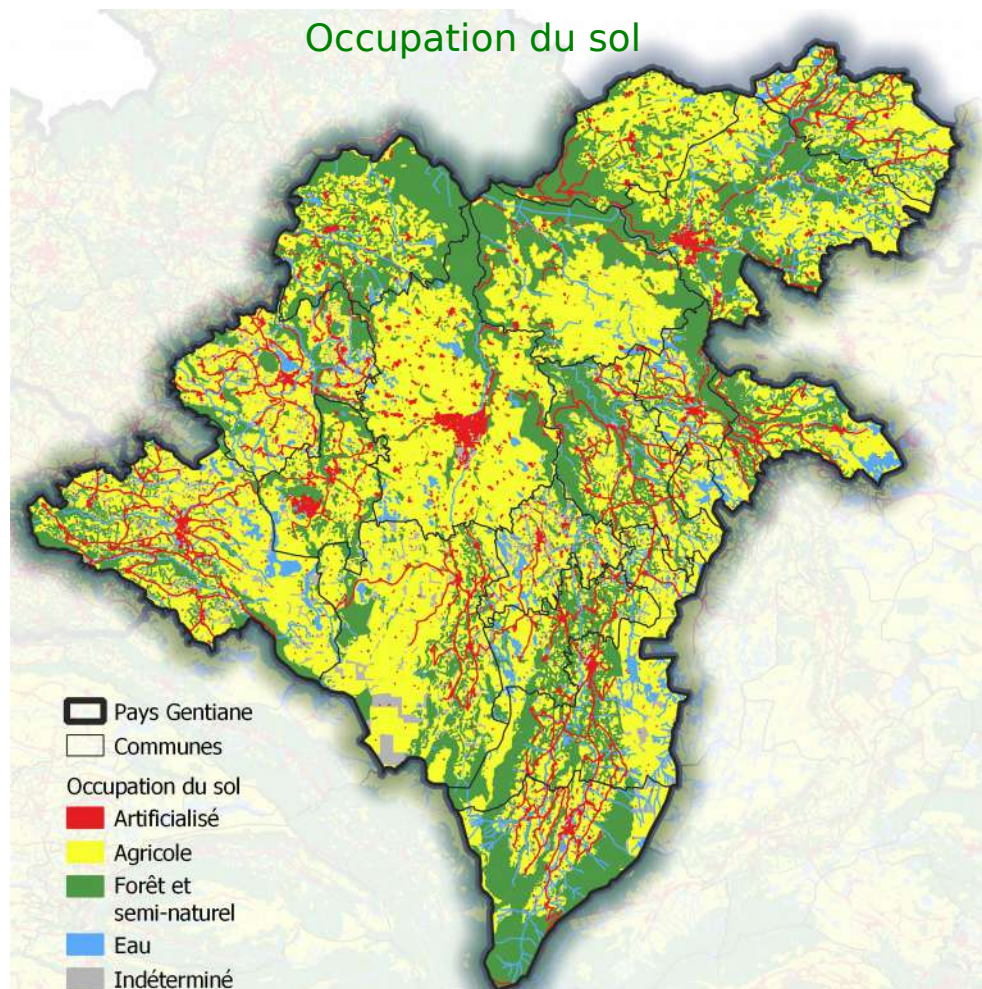 Occupation du sol
Pays Gentiane
Communes
Occupation du sol
Artificialisé
Agricole
Forêt et
semi-naturel
Eau
Indéterminé